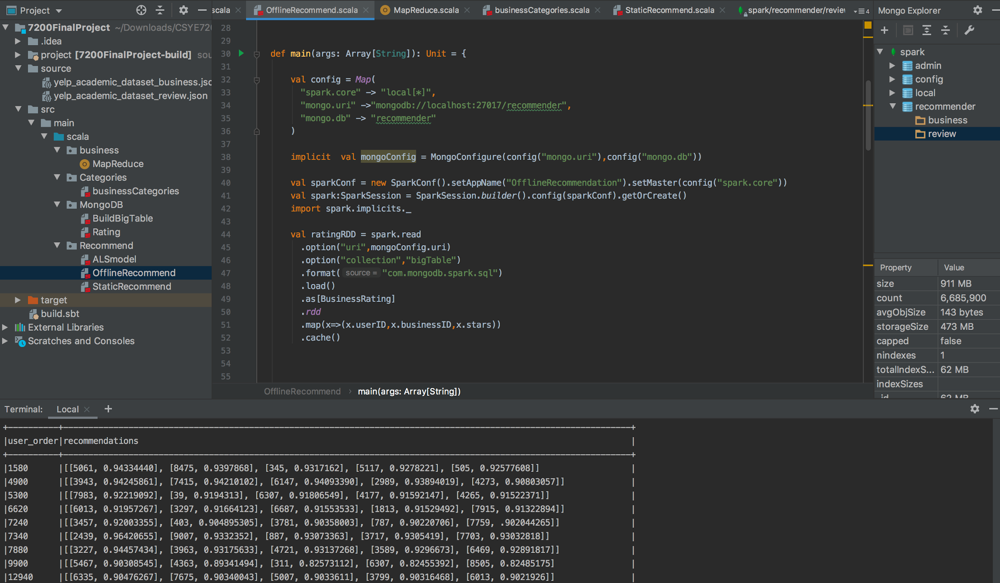 Project
7200FinalProject ~/Downloads/CSYE720
.idea
project [7200FinalProject-build] sou
source
yelp_academic_dataset_business.jso
yelp_academic_dataset_review.json
src
main
scala
business
MapReduce
Categories
businessCategories
MongoDB
BuildBigTable
Rating
Recommend
ALSmodel
OfflineRecommend
StaticRecommend
target
build.sbt
External Libraries
Scratches and Consoles
scala OfflineRecommend.scala MapReduce.scala businessCategories.scala StaticRecommend.scala spark/recommender/review 4
28
29
30 def main(args: Array[String]): Unit = {
31
32 val config = Map(
33 "spark.core" -> "local[*]",
34 "mongo.uri" ->"mongodb://localhost:27017/recommender",
35 "mongo.db" -> "recommender"
36 )
37
38 implicit  val mongoConfig = MongoConfigure(config("mongo.uri"),config("mongo.db"))
39
40 val sparkConf = new SparkConf().setAppName("OfflineRecommendation").setMaster(config("spark.core"))
41 val spark:SparkSession = SparkSession.builder().config(sparkConf).getOrCreate()
42 import spark.implicits._
43
44 val ratingRDD = spark.read
45 .option("uri",mongoConfig.uri)
46 .option("collection","bigTable")
47 .format( source = "com.mongodb.spark.sql")
48 .load()
49 .as[BusinessRating]
50 .rdd
51 .map(x=>(x.userID,x.businessID,x.stars))
52 .cache()
53
54
55
OfflineRecommend › main(args: Array[String])
Mongo Explorer
spark
admin
config
local
recommender
business
review
Property Value
size 911 MB
count 6,685,900
avgObjSize 143 bytes
storageSize 473 MB
capped false
nindexes 1
totalIndexS... 62 MB
indexSizes
_id 62 MB
Terminal: Local
+----------+----------------------------------------------------------------------------------------------------------------+
|user_order|recommendations |
+----------+----------------------------------------------------------------------------------------------------------------+
|1580 |[[5061, 0.94334440], [8475, 0.9397868], [345, 0.9317162], [5117, 0.9278221], [505, 0.92577608]] |
|4900 |[[3943, 0.94245861], [7415, 0.94210102], [6147, 0.94093390], [2989, 0.93894019], [4273, 0.90803057]] |
|5300 |[[7983, 0.92219092], [39, 0.9194313], [6307, 0.91806549], [4177, 0.91592147], [4265, 0.91522371]] |
|6620 |[[6013, 0.91957267], [3297, 0.91664123], [6687, 0.91553533], [1813, 0.91529492], [7915, 0.91322894]] |
|7240 |[[3457, 0.92003355], [403, 0.904895305], [3781, 0.90358003], [787, 0.90220706], [7759, .902044265]] |
|7340 |[[2439, 0.96420655], [9007, 0.9332352], [887, 0.93073363], [3717, 0.9305419], [7703, 0.93032818]] |
|7880 |[[3227, 0.94457434], [3963, 0.93175633], [4721, 0.93137268], [3589, 0.9296673], [6469, 0.92891817]] |
|9900 |[[5467, 0.90308545], [4363, 0.89341494], [311, 0.82573112], [6307, 0.82455392], [8505, 0.82485175] |
|12940 |[[6335, 0.90476267], [7675, 0.90340043], [5007, 0.9033611], [3799, 0.90316468], [6013, 0.9021926]] |